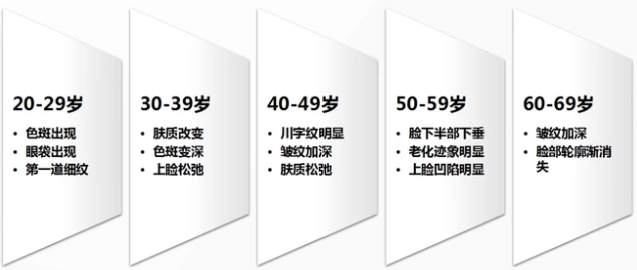 20-29岁
• 色斑出现
• 眼袋出现
• 第一道细纹
30-39岁
• 肤质改变
• 色斑变深
• 上脸松弛
40-49岁
• 川字纹明显
• 皱纹加深
• 肤质松弛
50-59岁
• 脸下半部下垂
• 老化迹象明显
• 上脸凹陷明显
60-69岁
• 皱纹加深
• 脸部轮廓渐消
失